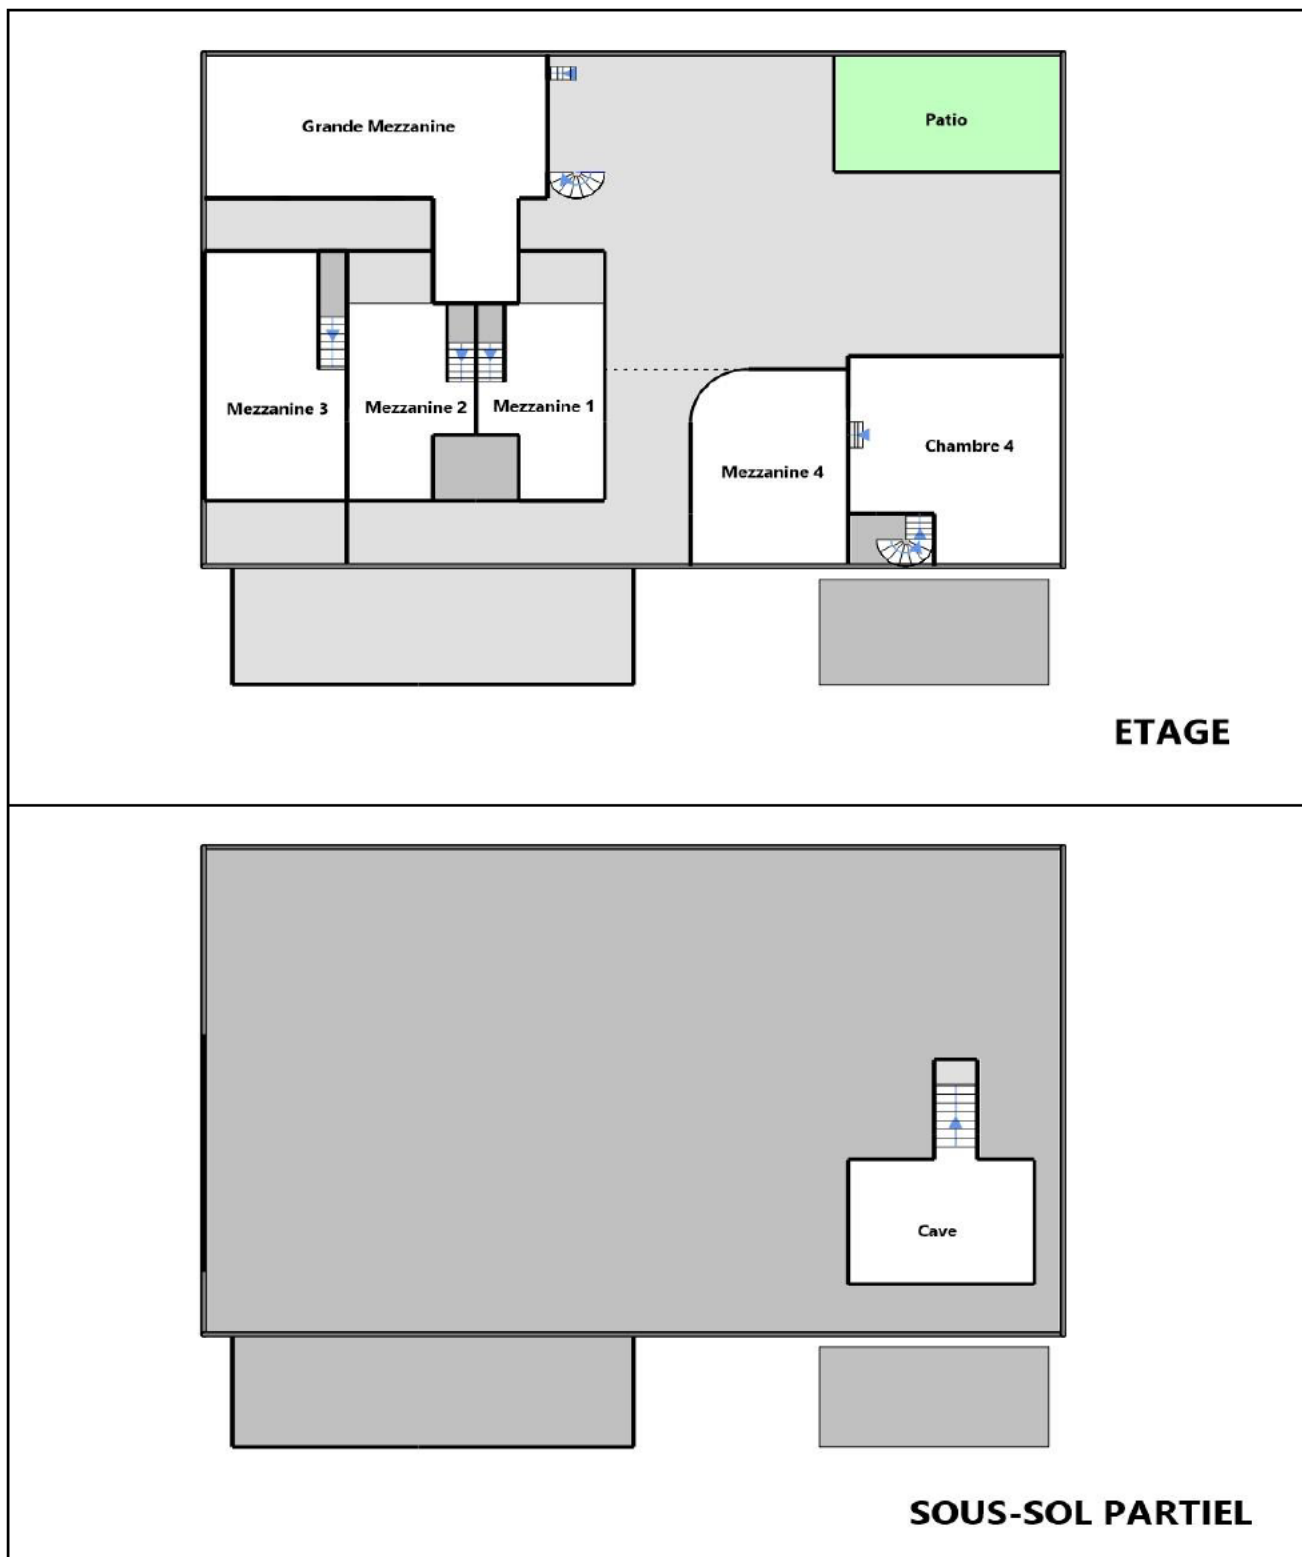 Grande Mezzanine
Patio
Mezzanine 3
Mezzanine 2
Mezzanine 1
Mezzanine 4
Chambre 4
ETAGE
Cave
SOUS-SOL PARTIEL